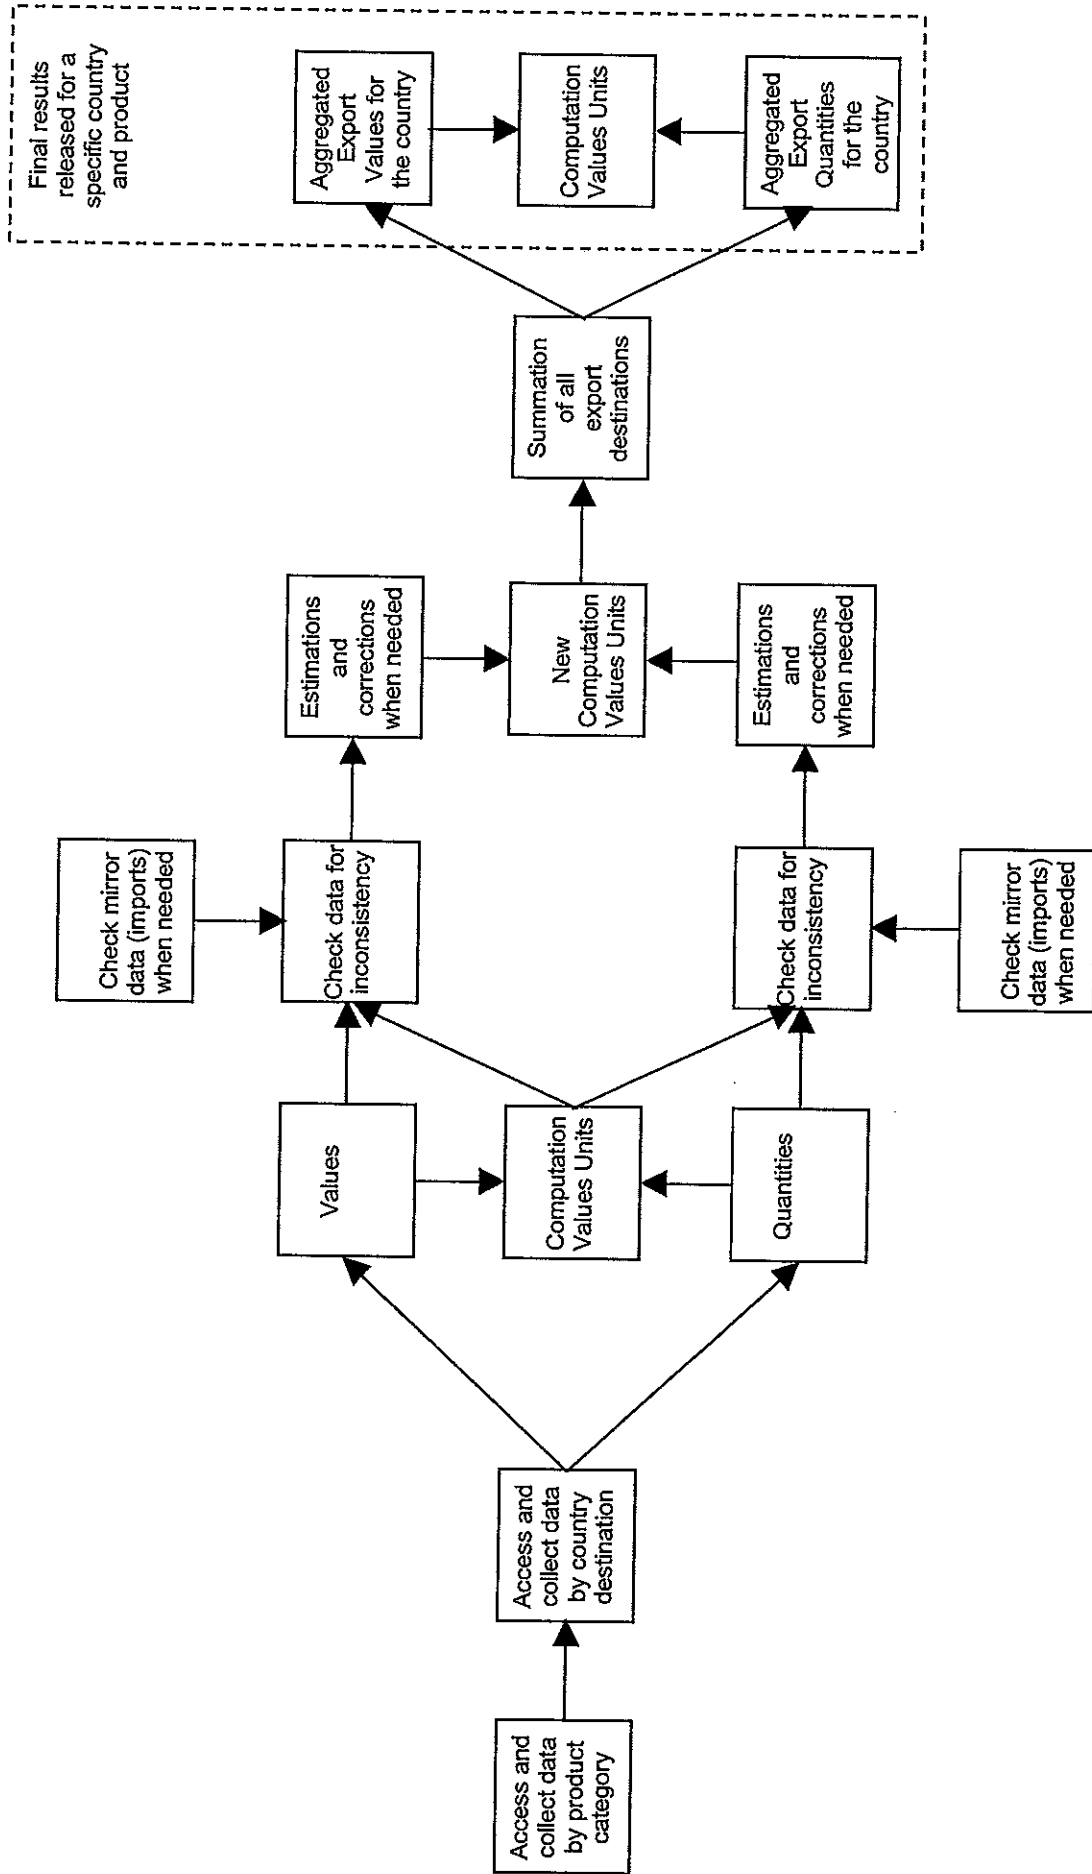 Access and
collect data
by product
category
Access and
collect data
by country
destination
Values
Computation
Values Units
Quantities
Check mirror
data (imports)
when needed
Check data for
inconsistency
Check data for
inconsistency
Check mirror
data (imports)
when needed
Estimations
and
corrections
when needed
New
Computation
Values Units
Estimations
and
corrections
when needed
Summation
of all
export
destinations
Final results
released for a
specific country
and product
Aggregated
Export
Values for
the country
Computation
Values Units
Aggregated
Export
Quantities
for the
country